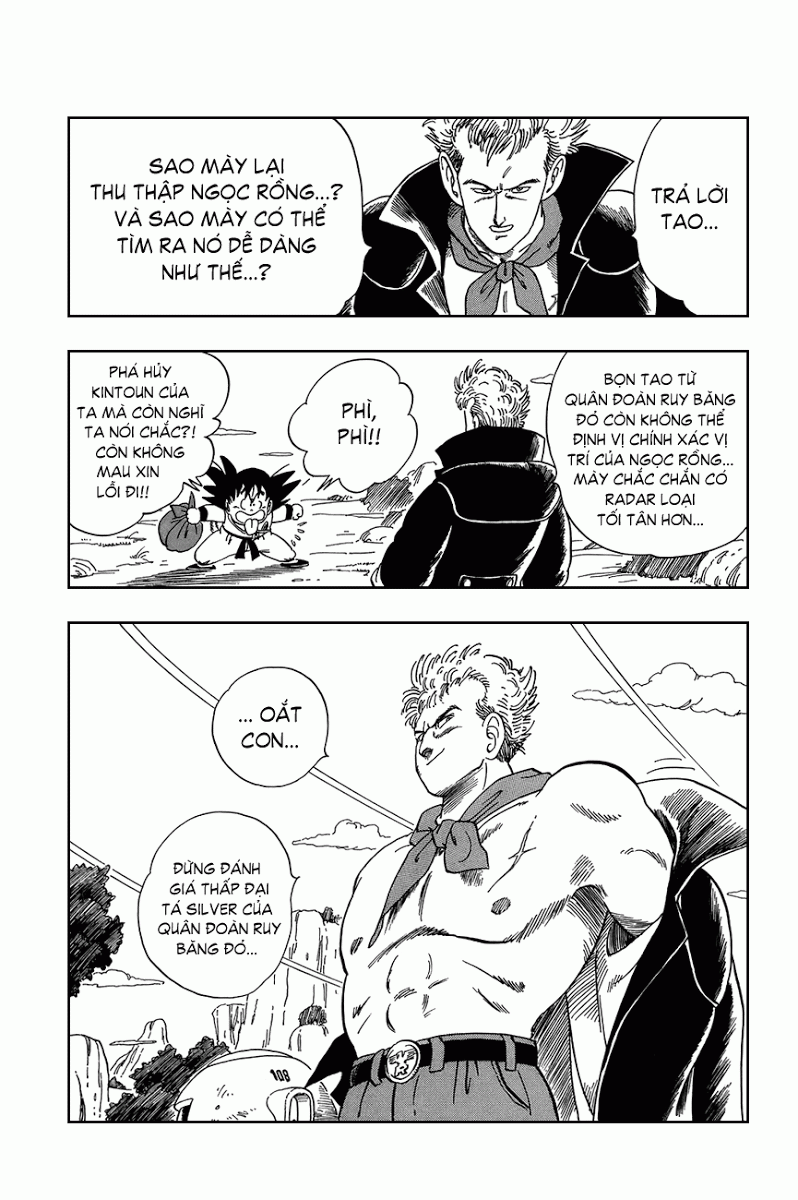 TRẢ LỜI
TAO...
SAO MÀY LẠI
THU THẬP NGỌC RỒNG...?
VÀ SAO MÀY CÓ THỂ
TÌM RA NÓ DỄ DÀNG
NHƯ THẾ...?
BỌN TAO TỪ
QUÂN ĐOÀN RUY BĂNG
ĐỎ CÒN KHÔNG THỂ
ĐỊNH VỊ CHÍNH XÁC VỊ
TRÍ CỦA NGỌC RỒNG...
MÀY CHẮC CHẮN CÓ
RADAR LOẠI
TỐI TÂN HƠN...
PHÌ,
PHÌ!!
PHÁ HỦY
KINTOUN CỦA
TA MÀ CÒN NGHĨ
TA NÓI CHẮC?!
CÒN KHÔNG
MAU XIN
LỖI ĐI!!
... OẮT
CON...
ĐỪNG ĐÁNH
GIÁ THẤP ĐẠI
TÁ SILVER CỦA
QUÂN ĐOÀN RUY
BĂNG ĐỎ...
108